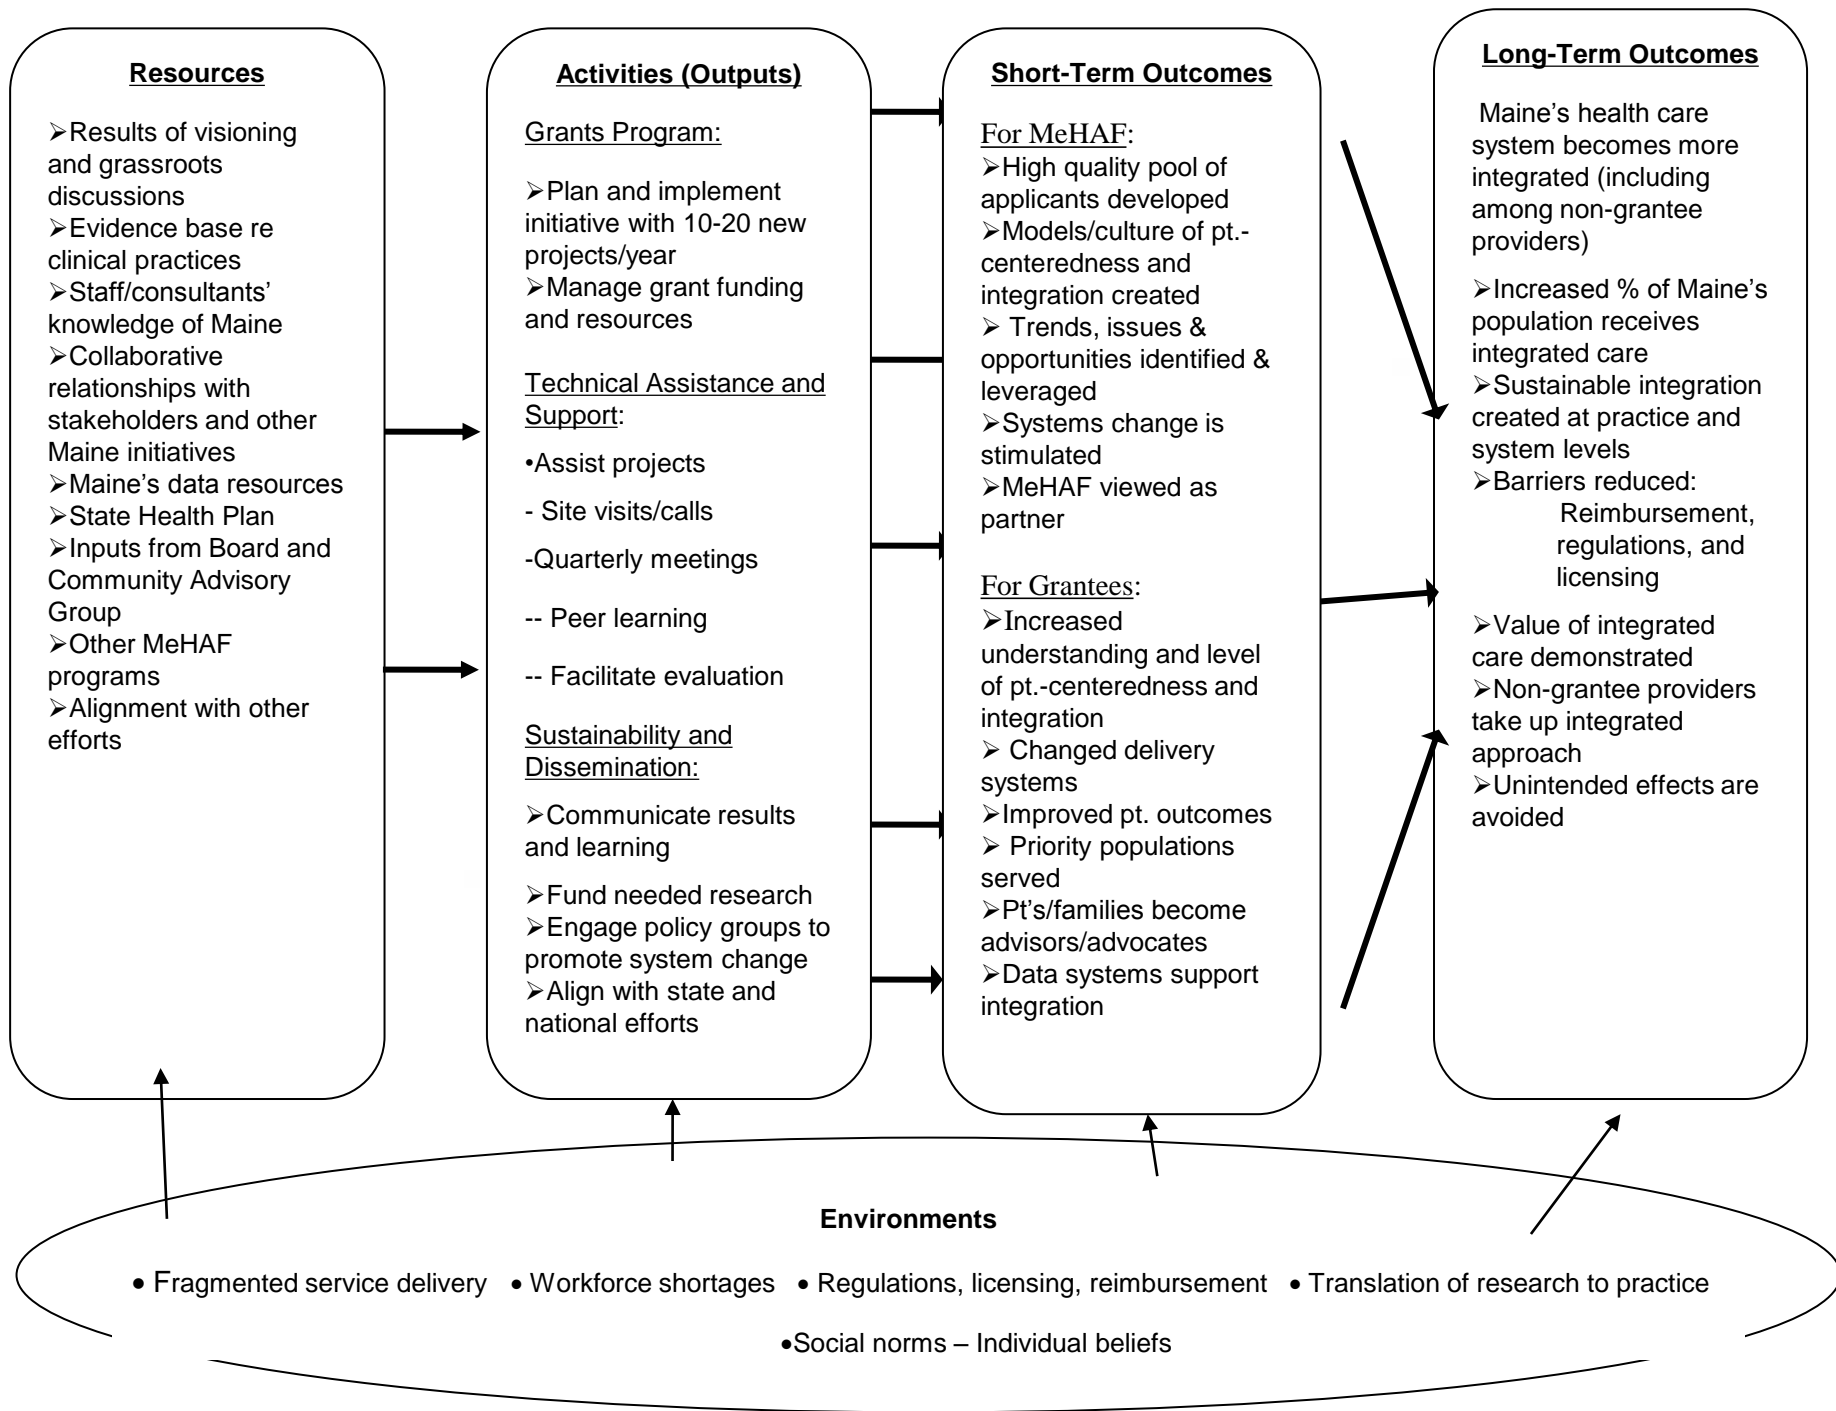 Resources
➢Results of visioning
and grassroots
discussions
➢Evidence base re
clinical practices
➢Staff/consultants’
knowledge of Maine
➢Collaborative
relationships with
stakeholders and other
Maine initiatives
➢Maine’s data resources
➢State Health Plan
➢Inputs from Board and
Community Advisory
Group
➢Other MeHAF
programs
➢Alignment with other
efforts
Activities (Outputs)
Grants Program:
➢Plan and implement
initiative with 10-20 new
projects/year
➢Manage grant funding
and resources
Technical Assistance and
Support:
•Assist projects
- Site visits/calls
-Quarterly meetings
-- Peer learning
-- Facilitate evaluation
Sustainability and
Dissemination:
➢Communicate results
and learning
➢Fund needed research
➢Engage policy groups to
promote system change
➢Align with state and
national efforts
Short-Term Outcomes
For MeHAF:
➢High quality pool of
applicants developed
➢Models/culture of pt.-
centeredness and
integration created
➢ Trends, issues &
opportunities identified &
leveraged
➢Systems change is
stimulated
➢MeHAF viewed as
partner
For Grantees:
➢Increased
understanding and level
of pt.-centeredness and
integration
➢ Changed delivery
systems
➢Improved pt. outcomes
➢ Priority populations
served
➢Pt’s/families become
advisors/advocates
➢Data systems support
integration
Long-Term Outcomes
Maine’s health care
system becomes more
integrated (including
among non-grantee
providers)
➢Increased % of Maine’s
population receives
integrated care
➢Sustainable integration
created at practice and
system levels
➢Barriers reduced:
Reimbursement,
regulations, and
licensing
➢Value of integrated
care demonstrated
➢Non-grantee providers
take up integrated
approach
➢Unintended effects are
avoided
Environments
• Fragmented service delivery • Workforce shortages • Regulations, licensing, reimbursement • Translation of research to practice
•Social norms – Individual beliefs